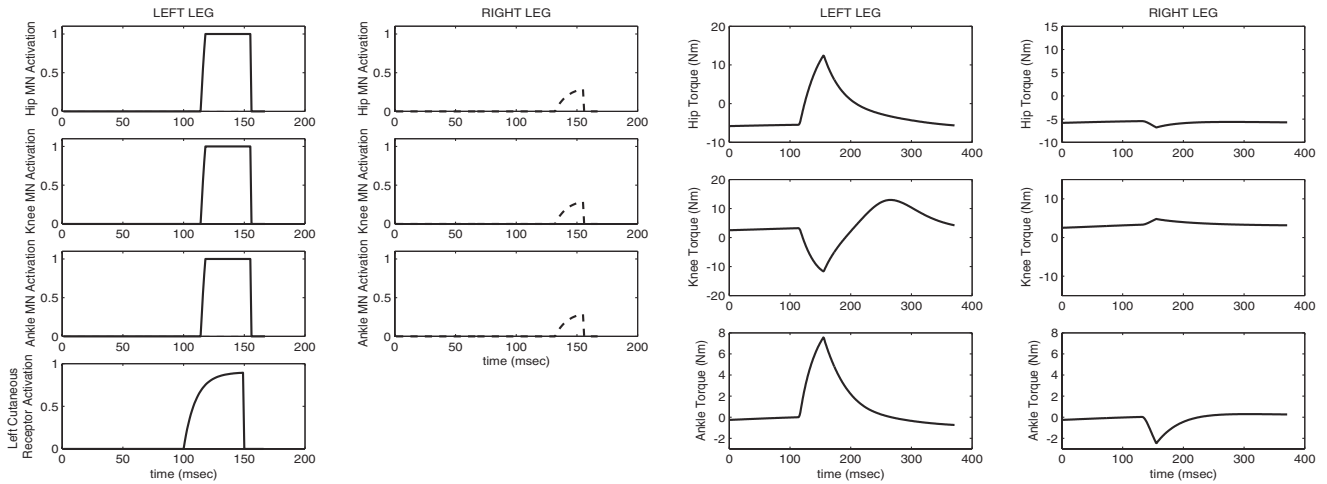 LEFT LEG
Hip MN Activation
1
0.5
0
0 50 100 150 200
Knee MN Activation
1
0.5
0
0 50 100 150 200
Ankle MN Activation
1
0.5
0
0 50 100 150 200
Left Cutaneous
Receptor Activation
1
0.5
0
0 50 100 150 200
time (msec)
RIGHT LEG
Hip MN Activation
1
0.5
0
0 50 100 150 200
Knee MN Activation
1
0.5
0
0 50 100 150 200
Ankle MN Activation
1
0.5
0
0 50 100 150 200
time (msec)
LEFT LEG
Hip Torque (Nm)
20
10
0
-10
0 100 200 300 400
Knee Torque (Nm)
20
10
0
-10
-20
0 100 200 300 400
Ankle Torque (Nm)
8
6
4
2
0
-2
0 100 200 300 400
time (msec)
RIGHT LEG
Hip Torque (Nm)
15
10
5
0
-5
-10
0 100 200 300 400
Knee Torque (Nm)
10
0
-10
0 100 200 300 400
Ankle Torque (Nm)
8
6
4
2
0
-2
0 100 200 300 400
time (msec)